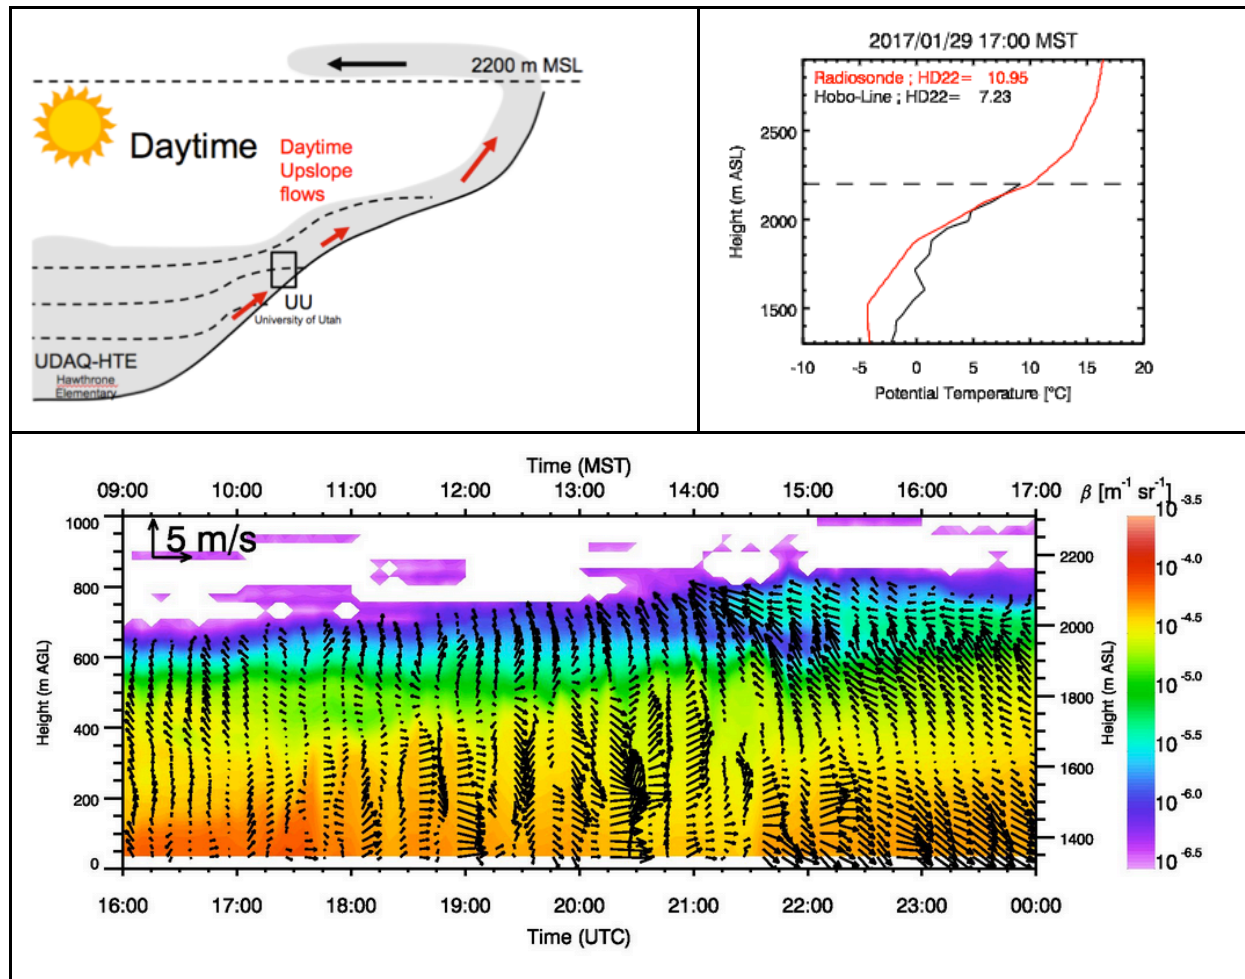 2200 m MSL
Daytime
Daytime
Upslope
flows
UU
University of Utah
UDAQ-HTE
Hawthrone
Elementary
2017/01/29 17:00 MST
Radiosonde ; HD22= 10.95
Hobo-Line ; HD22= 7.23
Height (m ASL)
2500
2000
1500
-10 -5 0 5 10 15 20
Potential Temperature [°C]
Time (MST)
09:00 10:00 11:00 12:00 13:00 14:00 15:00 16:00 17:00
β [m-1 sr-1]
5 m/s
Height (m AGL)
1000
800
600
400
200
0
2200
2000
1800
1600
1400
Height (m ASL)
10-3.5
10-4.0
10-4.5
10-5.0
10-5.5
10-6.0
10-6.5
16:00 17:00 18:00 19:00 20:00 21:00 22:00 23:00 00:00
Time (UTC)